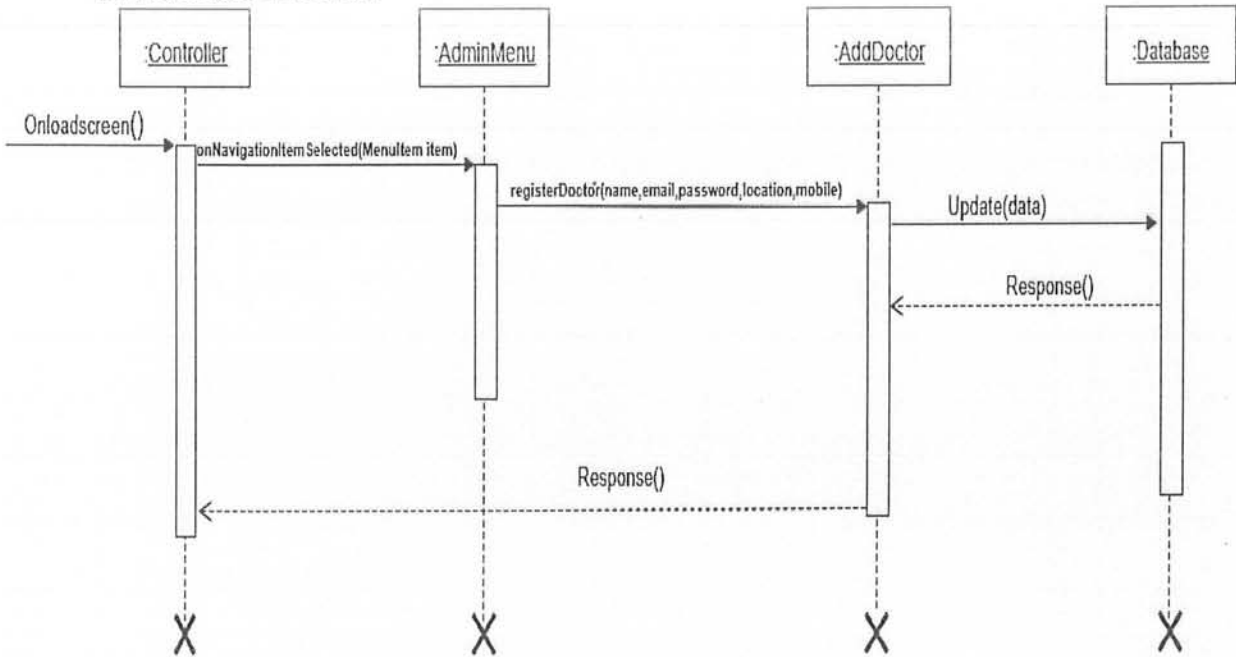 :Controller
:AdminMenu
:AddDoctor
:Database
Onloadscreen()
onNavigationItemSelected(MenuItem item)
registerDoctor(name,email,password,location,mobile)
Update(data)
Response()
Response()